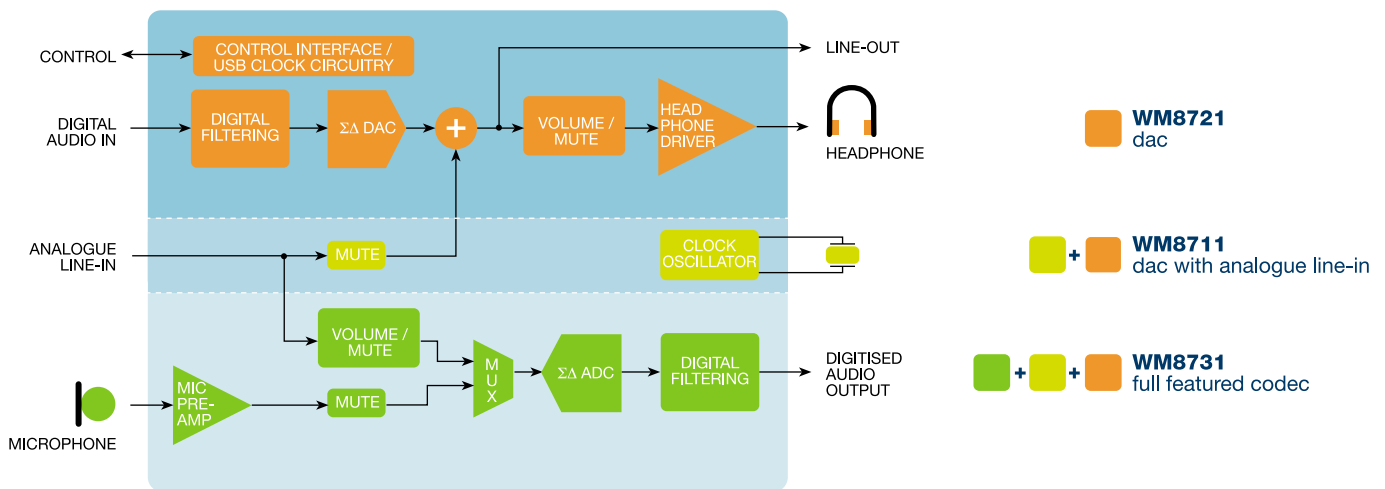 CONTROL
CONTROL INTERFACE /
USB CLOCK CIRCUITRY
LINE-OUT
DIGITAL
AUDIO IN
DIGITAL
FILTERING
ΣΔ DAC
+
VOLUME /
MUTE
HEAD
PHONE
DRIVER
HEADPHONE
WM8721
dac
ANALOGUE
LINE-IN
MUTE
CLOCK
OSCILLATOR
+
WM8711
dac with analogue line-in
VOLUME /
MUTE
MIC
PRE-
AMP
MUTE
M
U
X
ΣΔ ADC
DIGITAL
FILTERING
DIGITISED
AUDIO
OUTPUT
MICROPHONE
+ +
WM8731
full featured codec